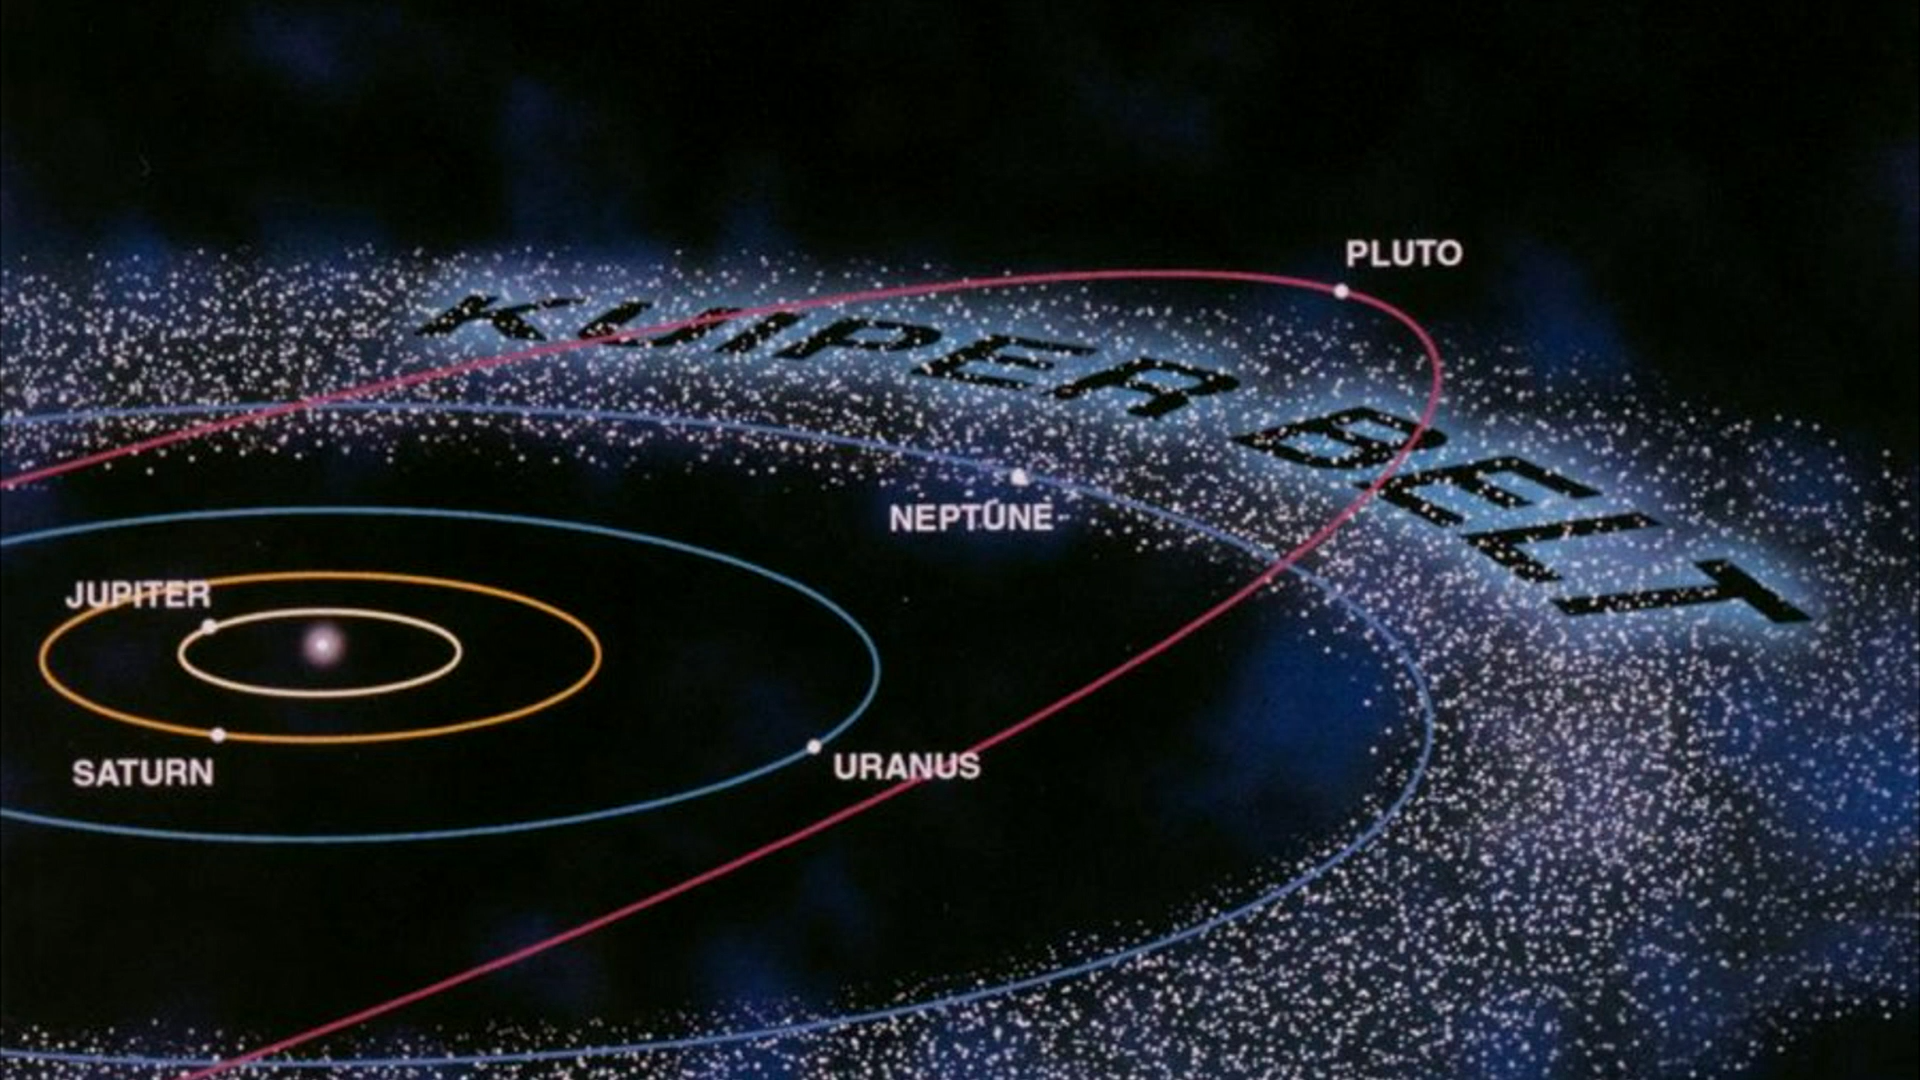 PLUTO
KUIPER BELT
NEPTUNE
JUPITER
SATURN
URANUS